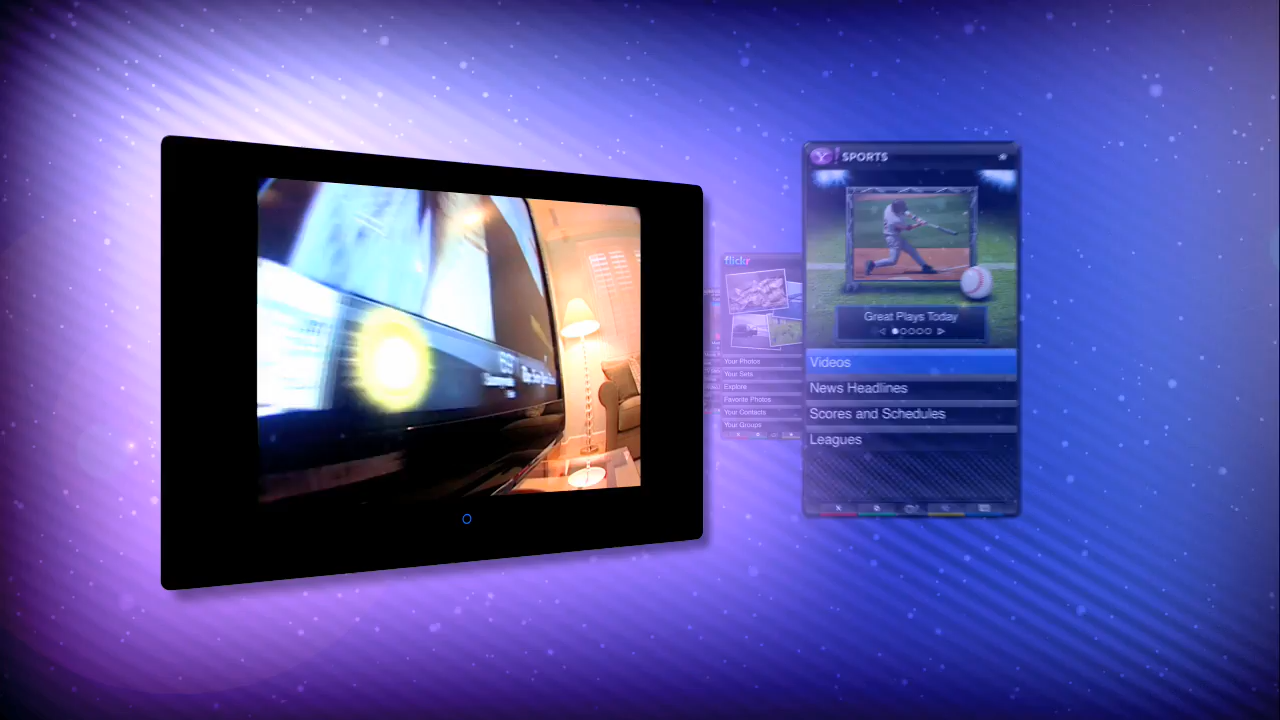 Y! SPORTS
Great Plays Today
Videos
News Headlines
Scores and Schedules
Leagues
flickr
Your Photos
Your Sets
Explore
Favorite Photos
Your Contacts
Your Groups